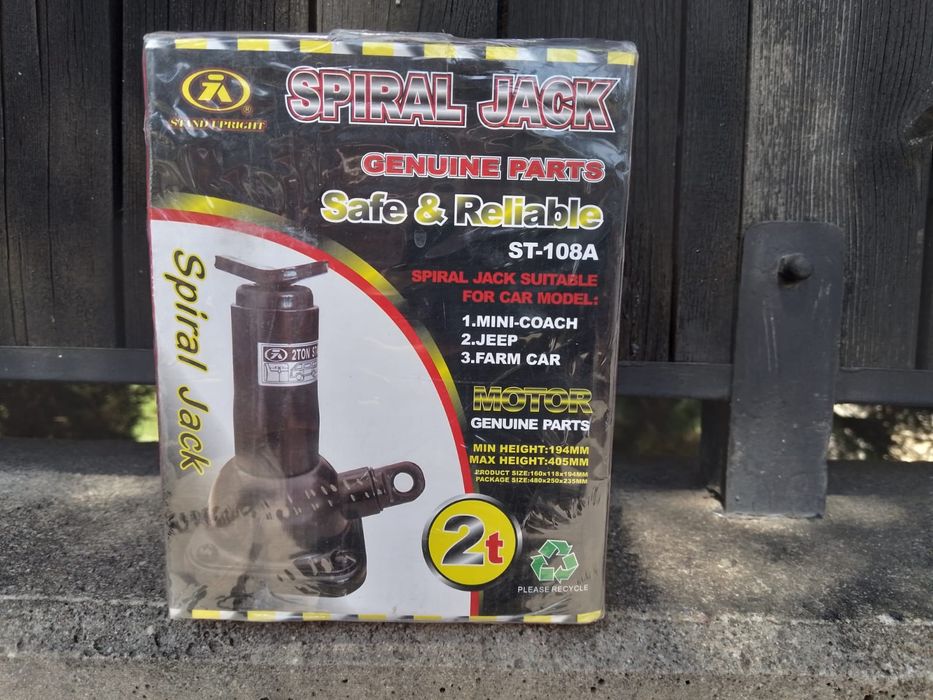 STAND UPRIGHT
®
SPIRAL JACK
GENUINE PARTS
Safe & Reliable
ST-108A
SPIRAL JACK SUITABLE
FOR CAR MODEL:
1.MINI-COACH
2.JEEP
3.FARM CAR
Spiral Jack
2TON ST
MOTOR
GENUINE PARTS
MIN HEIGHT:194MM
MAX HEIGHT:405MM
PRODUCT SIZE:160x118x194MM
PACKAGE SIZE:480x250x235MM
2t
PLEASE RECYCLE